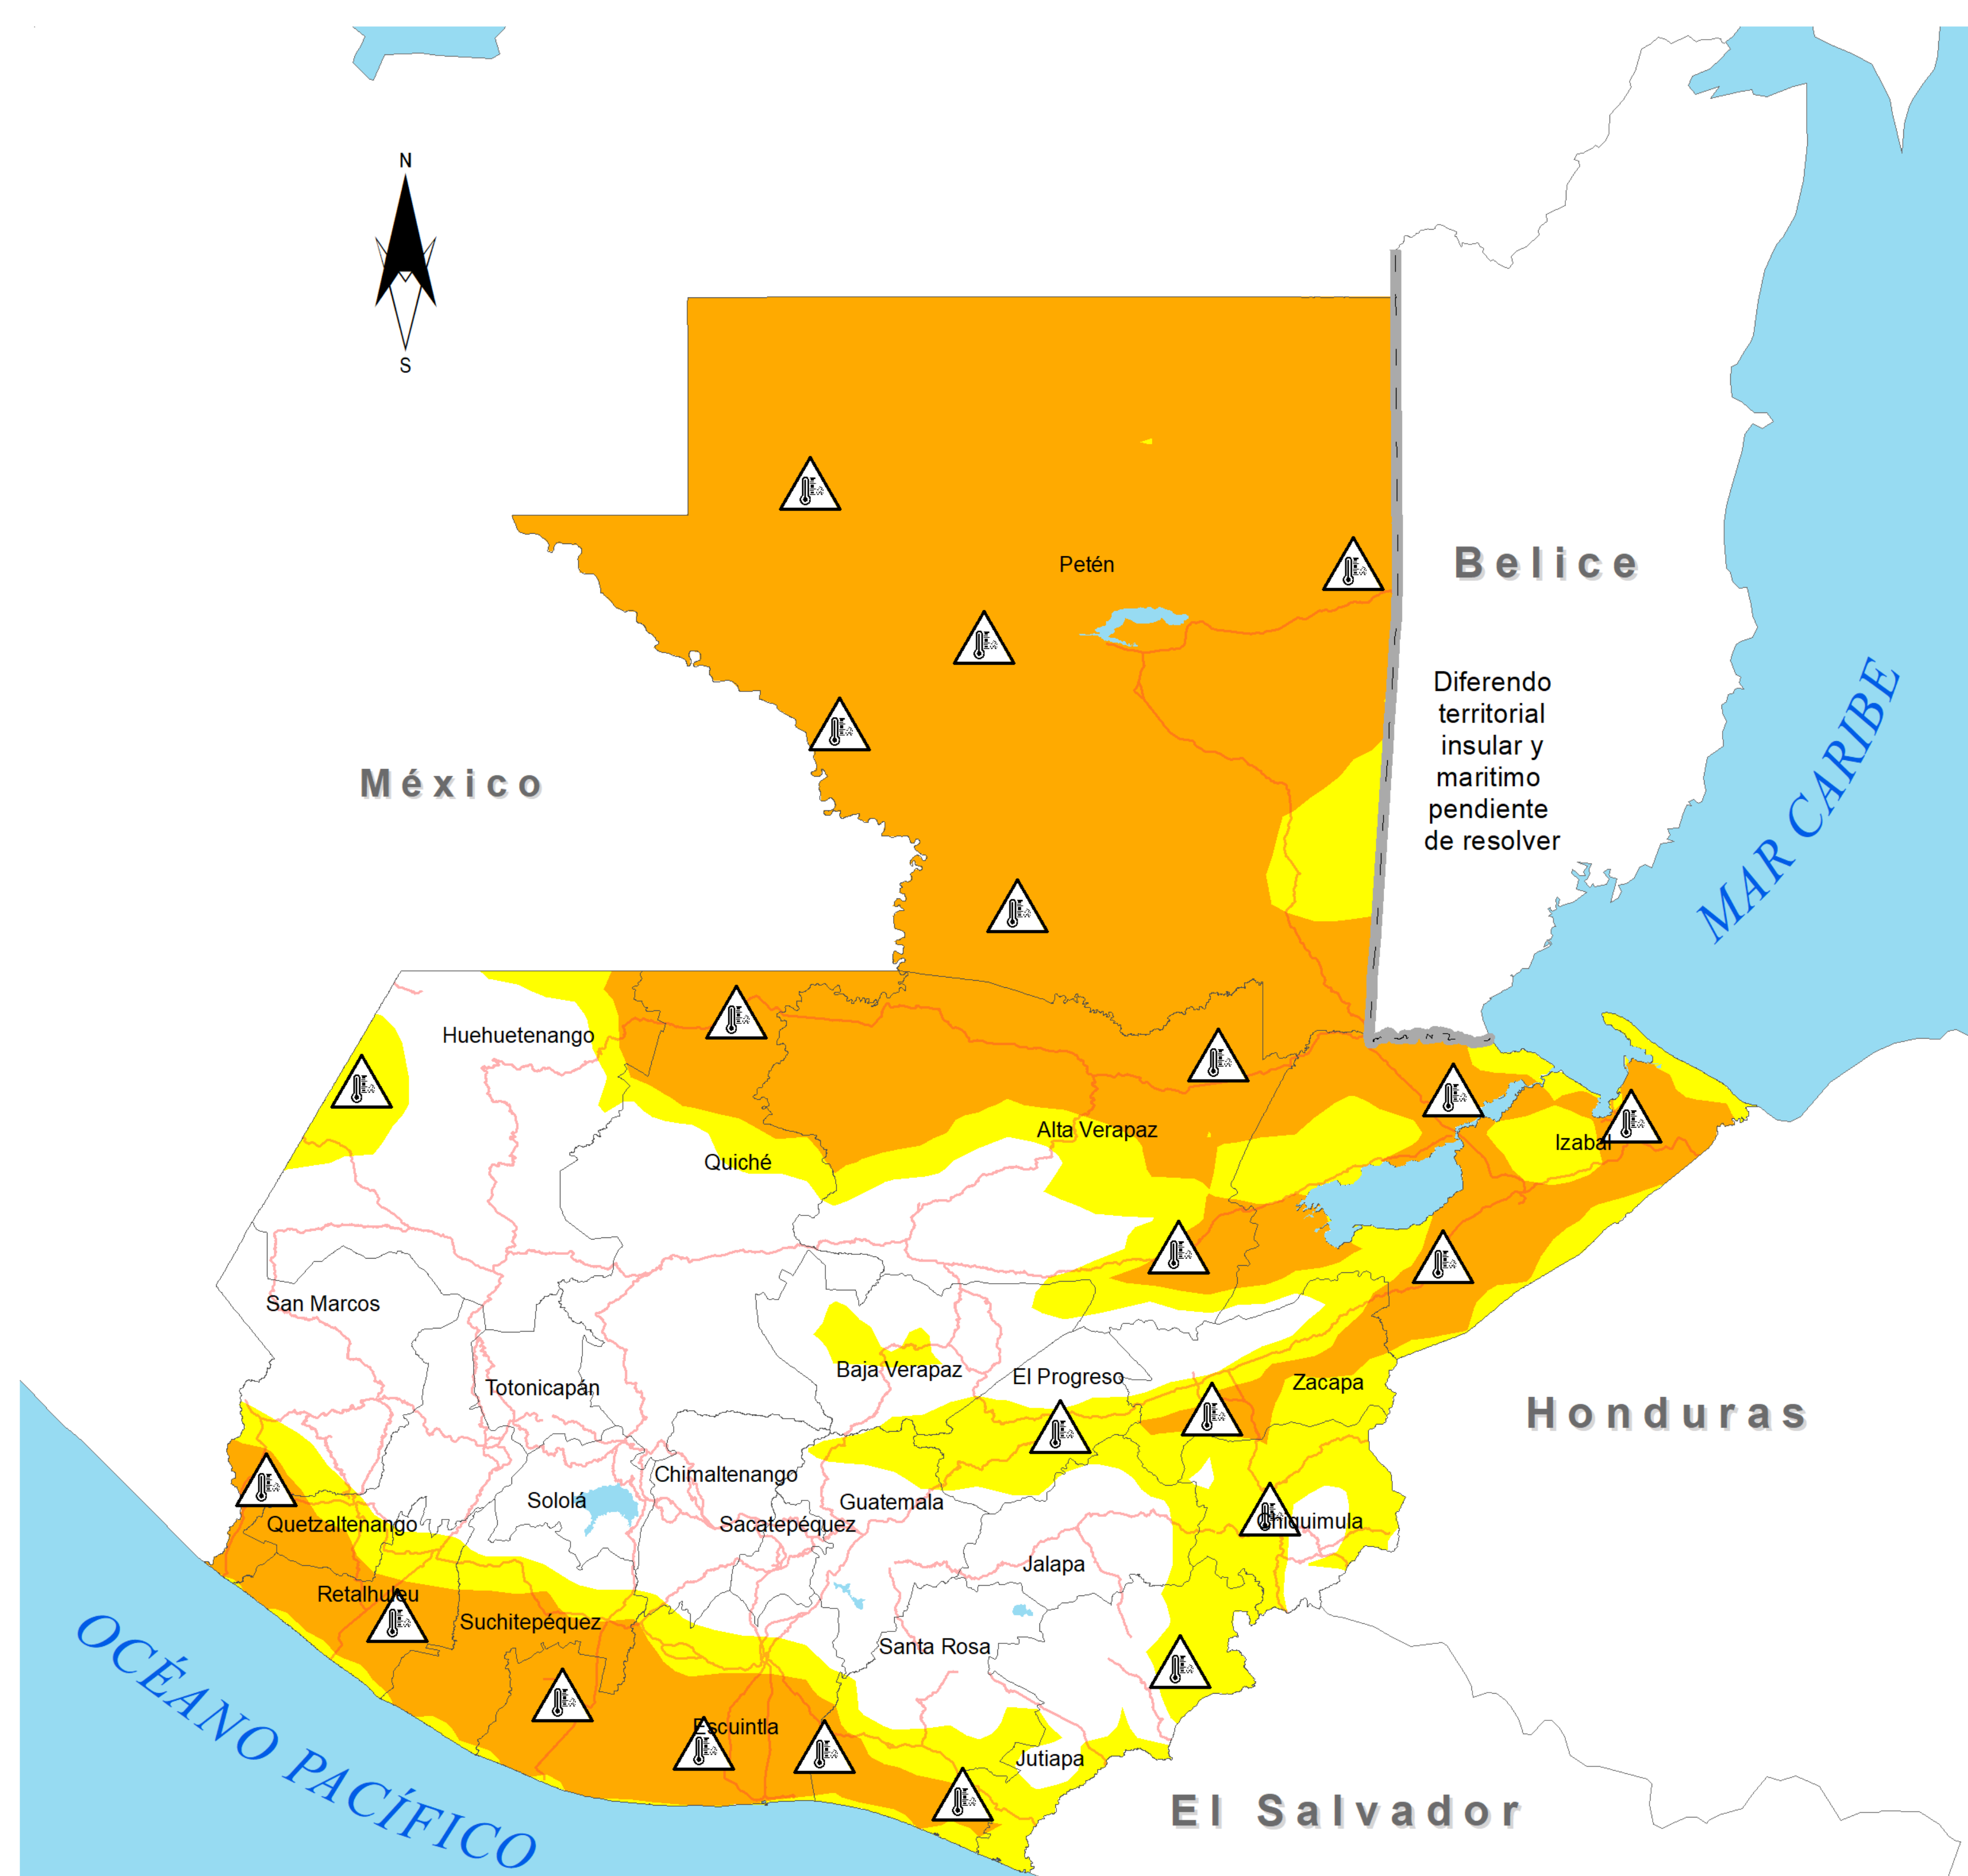 N
S
Petén
Belice
Diferendo
territorial
insular y
maritimo
pendiente
de resolver
MAR CARIBE
México
Huehuetenango
Alta Verapaz
Izabal
Quiché
San Marcos
Baja Verapaz
El Progreso
Zacapa
Totonicapán
Honduras
Chimaltenango
Sololá
Guatemala
Quetzaltenango
Sacatepéquez
Chiquimula
Jalapa
Retalhuleu
Suchitepéquez
Santa Rosa
Escuintla
Jutiapa
OCÉANO PACÍFICO
El Salvador